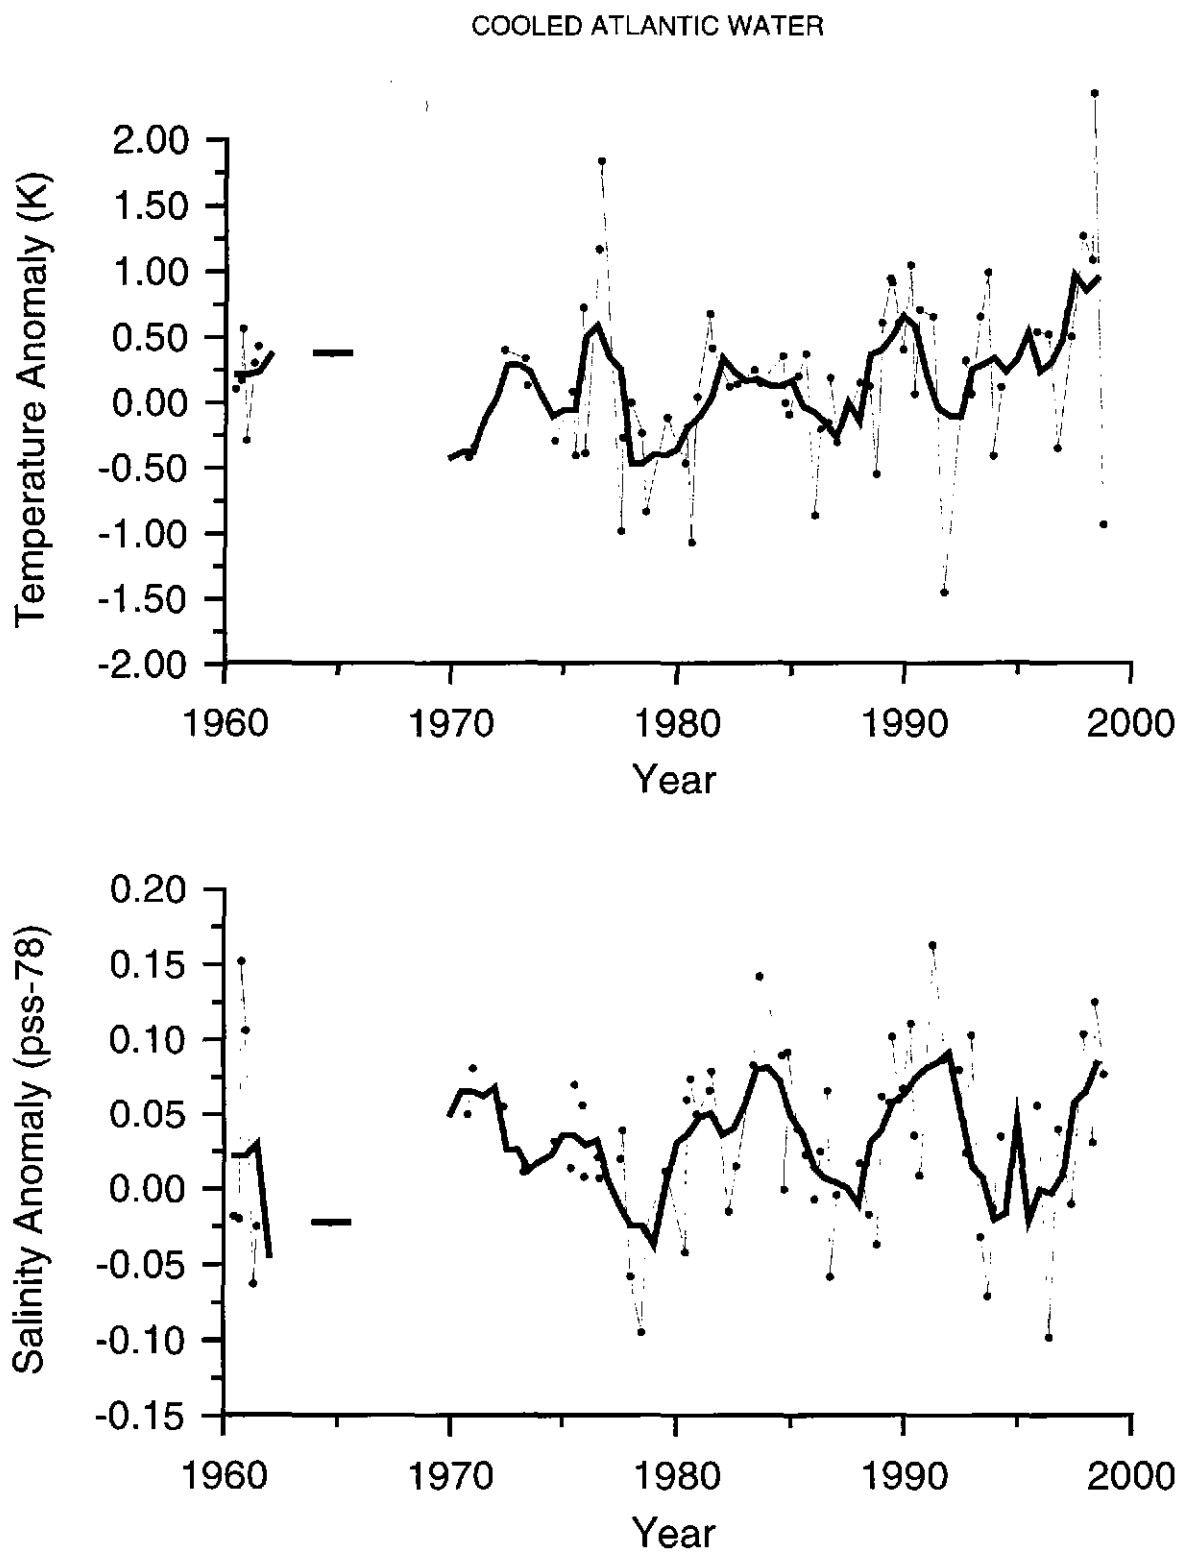 COOLED ATLANTIC WATER
Temperature Anomaly (K)
2.00
1.50
1.00
0.50
0.00
-0.50
-1.00
-1.50
-2.00
1960 1970 1980 1990 2000
Year
Salinity Anomaly (pss-78)
0.20
0.15
0.10
0.05
0.00
-0.05
-0.10
-0.15
1960 1970 1980 1990 2000
Year